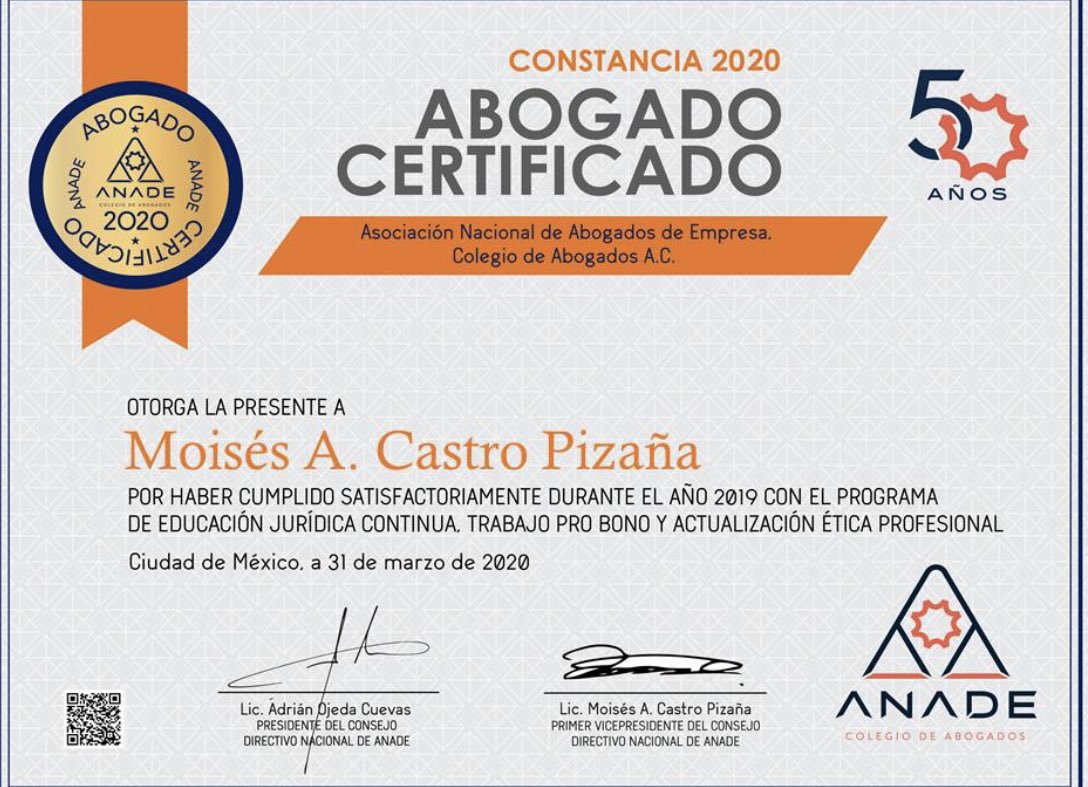 ABOGADO
ANADE
COLEGIO DE ABOGADOS
2020
ANADE
ANADE
CERTIFICADO
CONSTANCIA 2020
ABOGADO
CERTIFICADO
Asociación Nacional de Abogados de Empresa,
Colegio de Abogados A.C.
50
AÑOS
OTORGA LA PRESENTE A
Moisés A. Castro Pizaña
POR HABER CUMPLIDO SATISFACTORIAMENTE DURANTE EL AÑO 2019 CON EL PROGRAMA
DE EDUCACIÓN JURÍDICA CONTINUA, TRABAJO PRO BONO Y ACTUALIZACIÓN ÉTICA PROFESIONAL
Ciudad de México, a 31 de marzo de 2020
Lic. Adrián Ojeda Cuevas
PRESIDENTE DEL CONSEJO
DIRECTIVO NACIONAL DE ANADE
Lic. Moisés A. Castro Pizaña
PRIMER VICEPRESIDENTE DEL CONSEJO
DIRECTIVO NACIONAL DE ANADE
ANADE
COLEGIO DE ABOGADOS